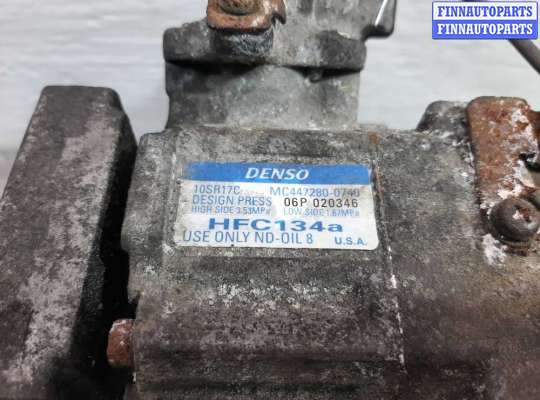 FINNAUTOPARTS
FINNAUTOPARTS
DENSO
10SR17C MC447280-0740
DESIGN PRESS 06P 020346
HIGH SIDE 3.53MPa LOW SIDE 1.67MPa
HFC134a
USE ONLY ND-OIL 8 U.S.A.